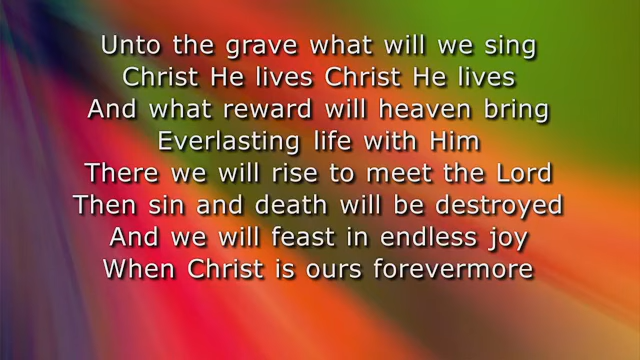 Unto the grave what will we sing
Christ He lives Christ He lives
And what reward will heaven bring
Everlasting life with Him
There we will rise to meet the Lord
Then sin and death will be destroyed
And we will feast in endless joy
When Christ is ours forevermore